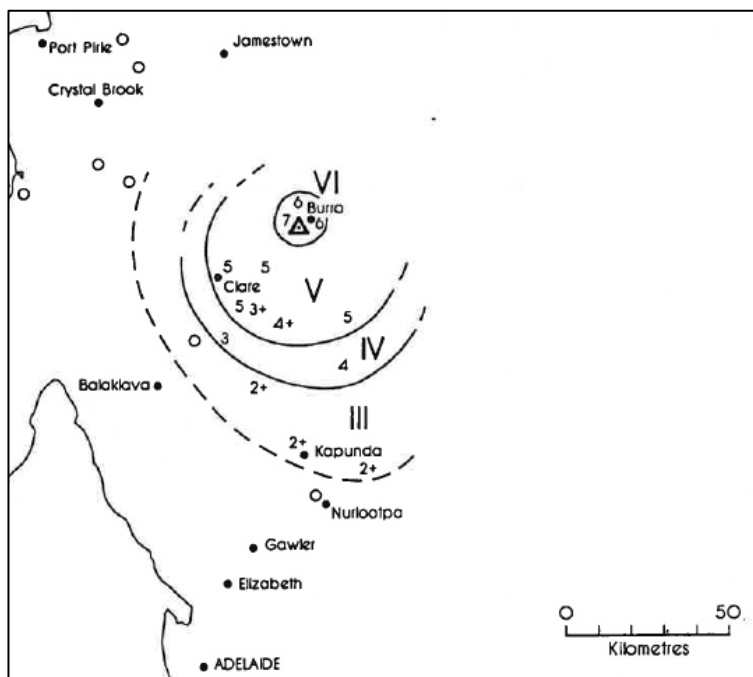 Port Pirie
Jamestown
Crystal Brook
VI
6
Burra
7
6
5
5
Clare
V
5
3+
4+
5
3
IV
4
Balaklava
2+
III
2+
Kapunda
2+
Nuriootpa
Gawler
Elizabeth
0
50
Kilometres
ADELAIDE